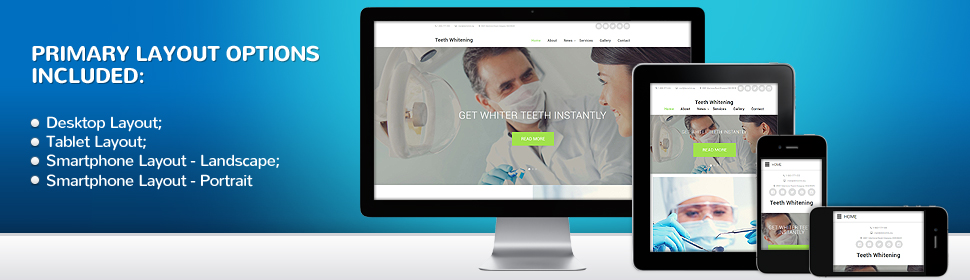 PRIMARY LAYOUT OPTIONS
INCLUDED:
Desktop Layout;
Tablet Layout;
Smartphone Layout - Landscape;
Smartphone Layout - Portrait
Teeth Whitening
Home About News Services Gallery Contact
GET WHITER TEETH INSTANTLY
READ MORE
Teeth Whitening
Home About News Services Gallery Contact
GET WHITER TEETH INSTANTLY
READ MORE
HOME
Teeth Whitening
GET WHITER TEETH
INSTANTLY
HOME
Teeth Whitening